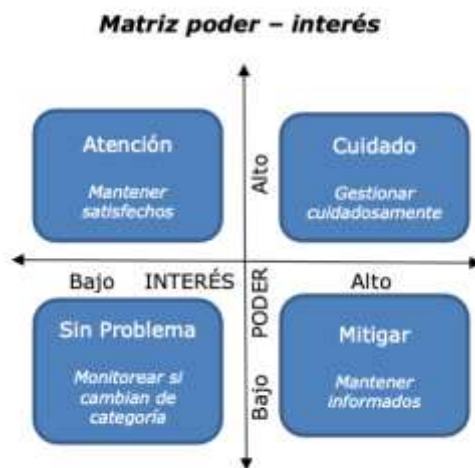 Matriz poder – interés
Atención
Mantener
satisfechos
Alto
Cuidado
Gestionar
cuidadosamente
Bajo
INTERÉS
PODER
Alto
Sin Problema
Monitorear si
cambian de
categoría
Bajo
Mitigar
Mantener
informados